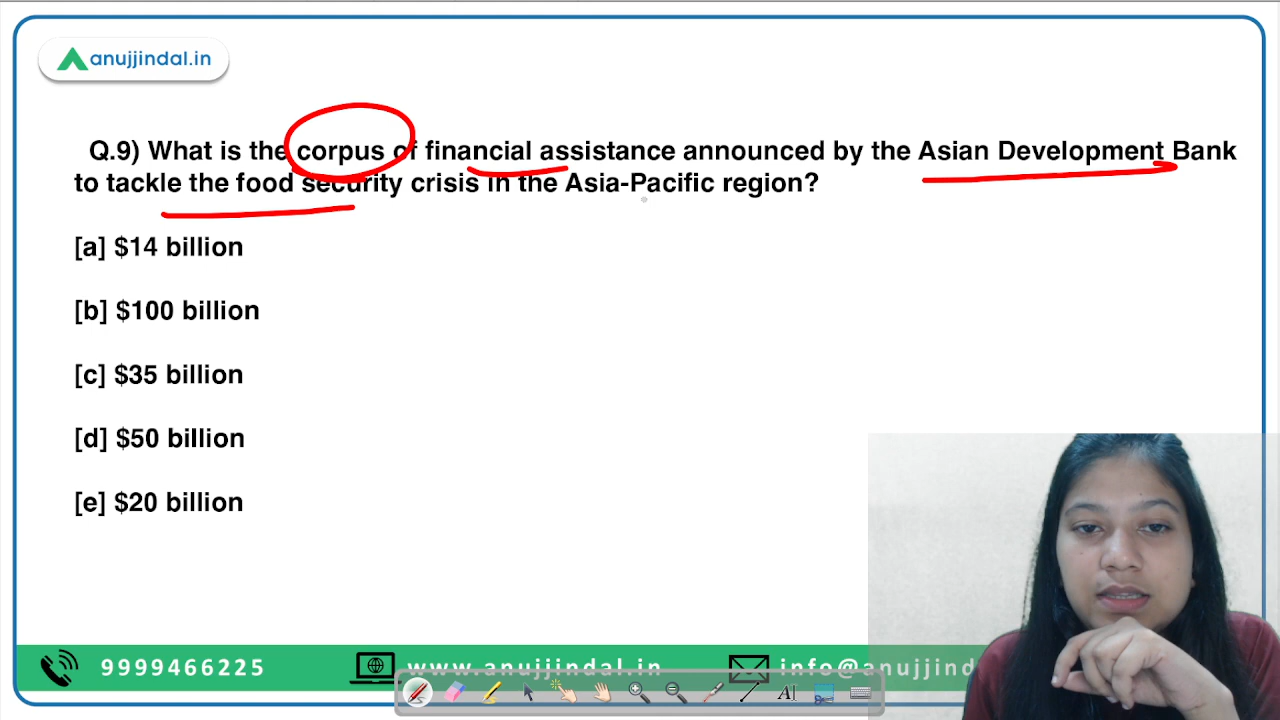 anujjindal.in
Q.9) What is the corpus of financial assistance announced by the Asian Development Bank
to tackle the food security crisis in the Asia-Pacific region?
[a] $14 billion
[b] $100 billion
[c] $35 billion
[d] $50 billion
[e] $20 billion
9999466225 www.anujjindal.in info@anujjind